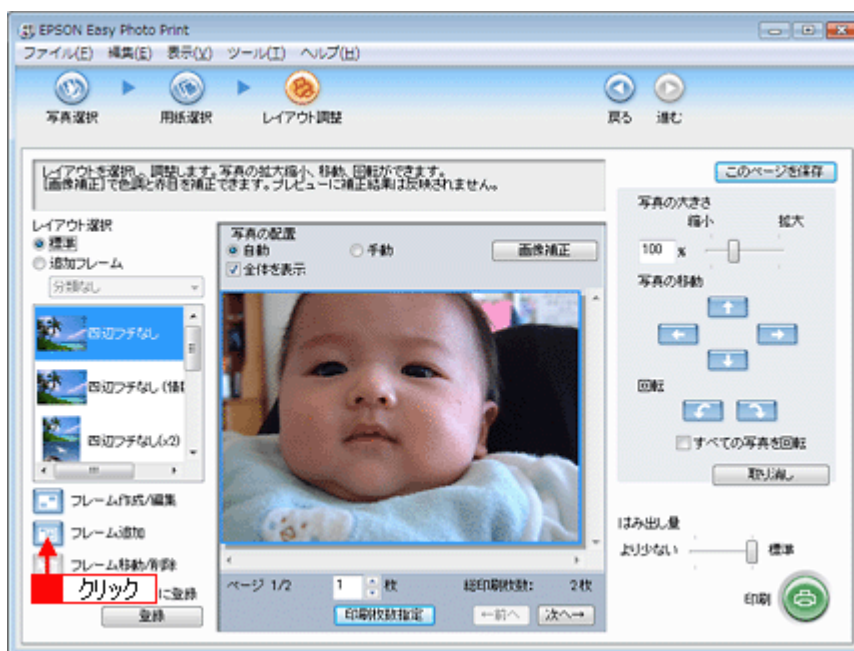 EPSON Easy Photo Print
ファイル(F) 編集(E) 表示(V) ツール(T) ヘルプ(H)
写真選択 用紙選択 レイアウト調整 戻る 進む
レイアウトを選択し、調整します。写真の拡大縮小、移動、回転ができます。
[画像補正]で色調と赤目を補正できます。プレビューに補正結果は反映されません。
このページを保存
レイアウト選択
標準
追加フレーム
分類なし
四辺フチなし
四辺フチなし
四辺フチなし(x2)
フレーム作成/編集
フレーム追加
フレーム移動/削除
クリック
に登録
登録
写真の配置
自動 手動 画像補正
全体を表示
ページ 1/2 1 枚 総印刷枚数: 2枚
印刷枚数指定 ←前へ 次へ→
写真の大きさ
縮小 拡大
100 %
写真の移動
回転
すべての写真を回転
取り消し
はみ出し量
より少ない 標準
印刷